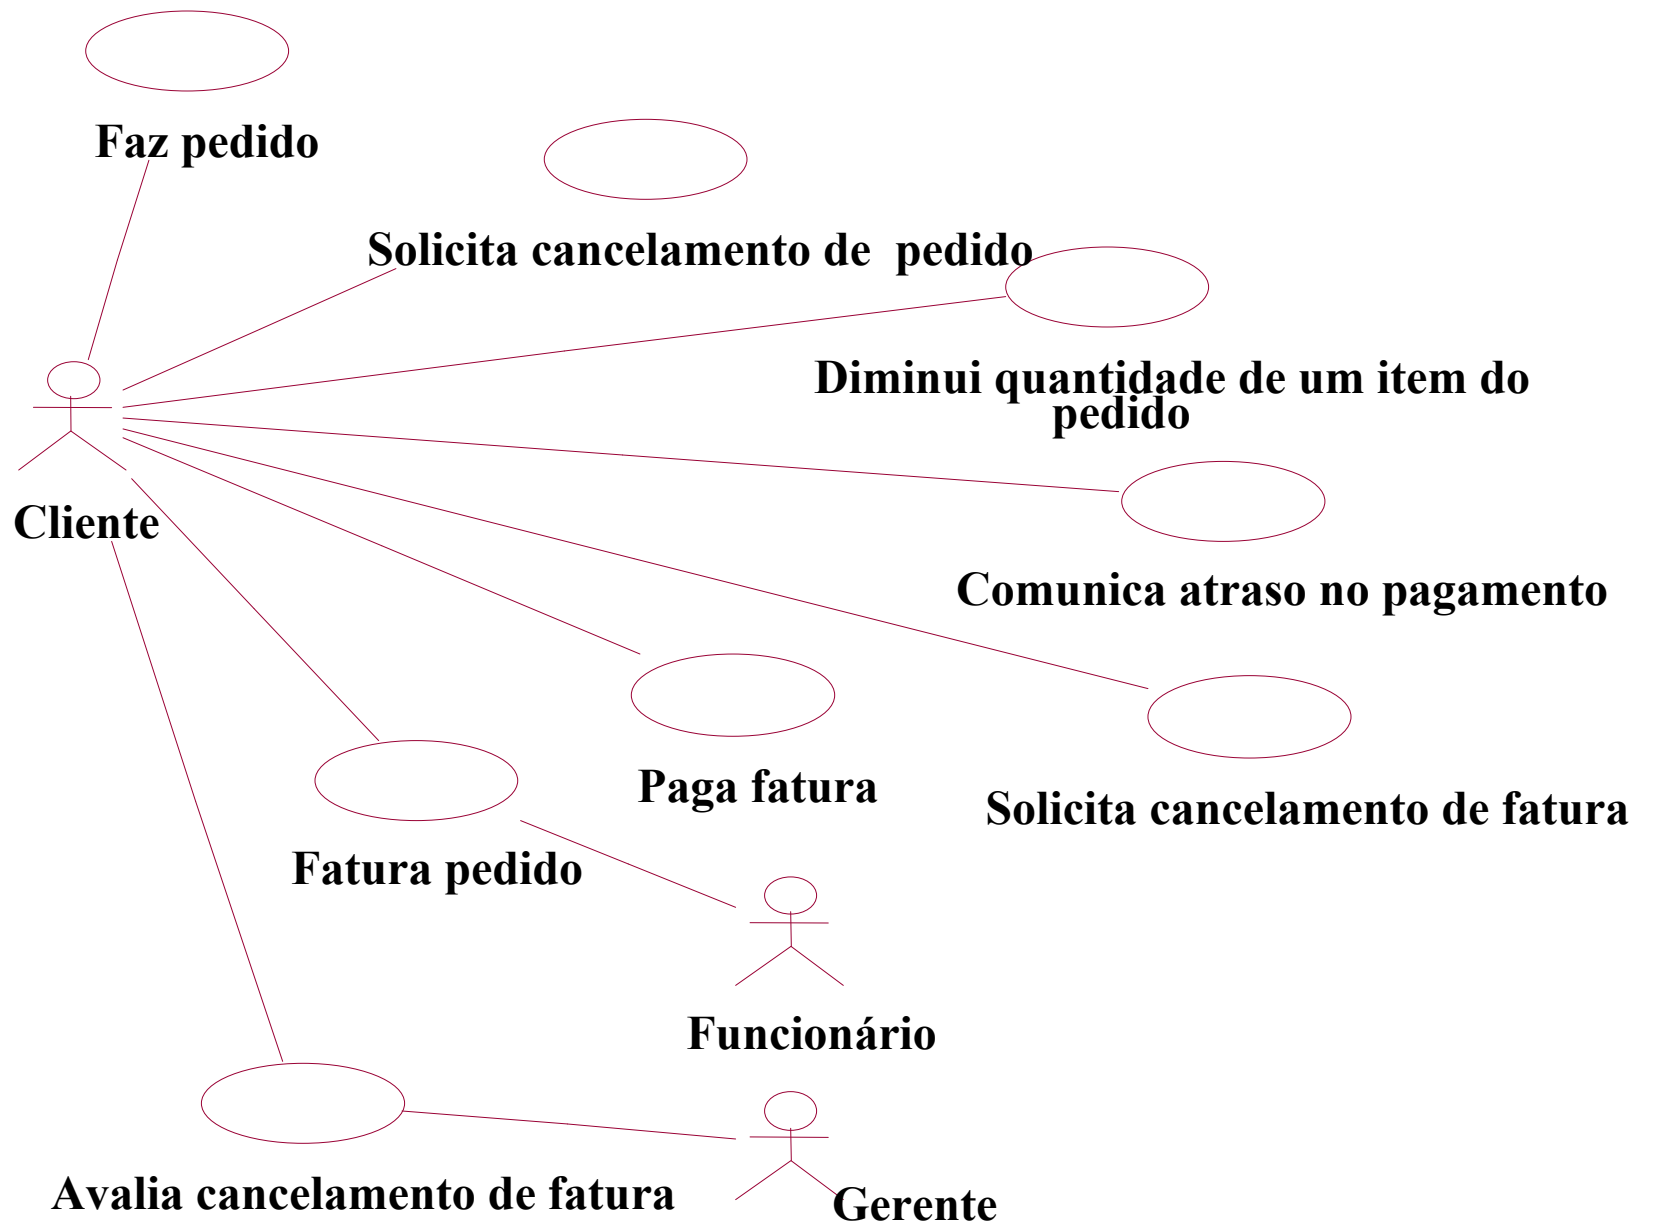 Faz pedido
Solicita cancelamento de  pedido
Diminui quantidade de um item do
pedido
Cliente
Comunica atraso no pagamento
Paga fatura
Solicita cancelamento de fatura
Fatura pedido
Funcionário
Avalia cancelamento de fatura
Gerente